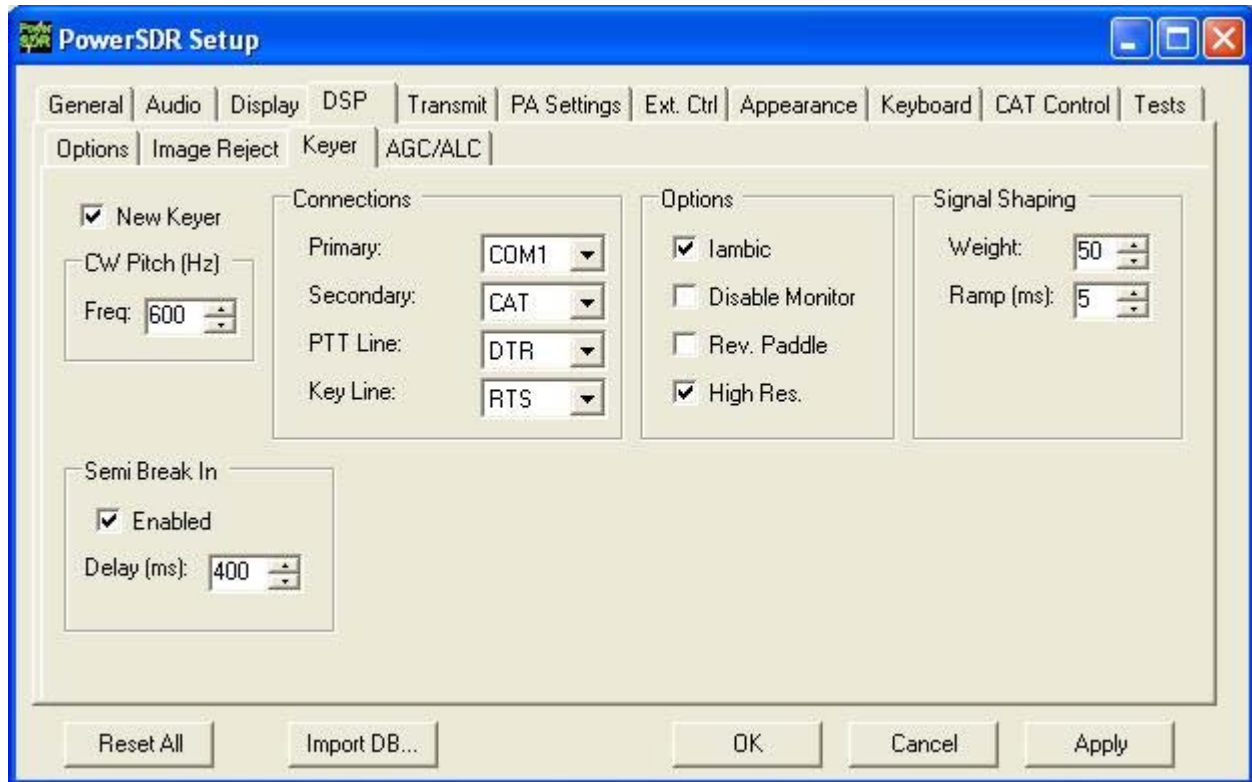 PowerSDR Setup
General Audio Display DSP Transmit PA Settings Ext. Ctrl Appearance Keyboard CAT Control Tests
Options Image Reject Keyer AGC/ALC
New Keyer
CW Pitch (Hz)
Freq: 600
Connections
Primary: COM1
Secondary: CAT
PTT Line: DTR
Key Line: RTS
Options
Iambic
Disable Monitor
Rev. Paddle
High Res.
Signal Shaping
Weight: 50
Ramp (ms): 5
Semi Break In
Enabled
Delay (ms): 400
Reset All Import DB... OK Cancel Apply